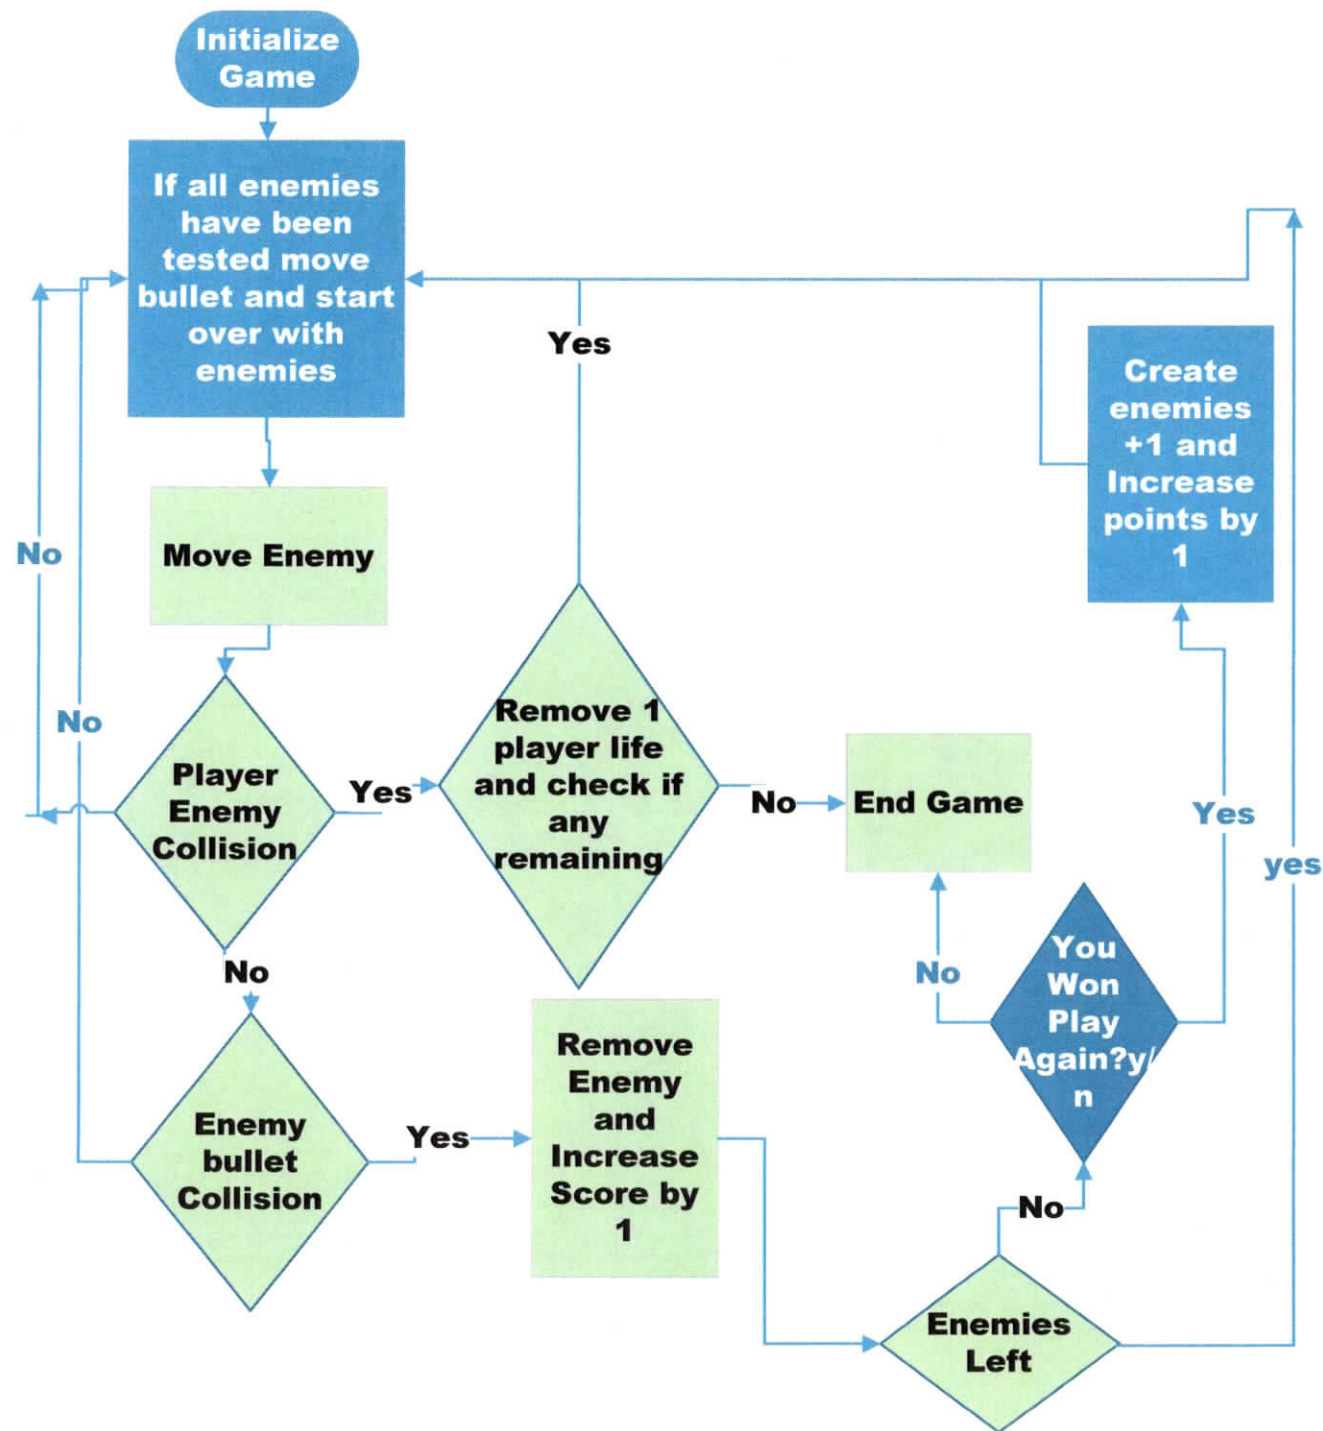 Initialize
Game
If all enemies
have been
tested move
bullet and start
over with
enemies
Yes
Create
enemies
+1 and
Increase
points by
1
No
Move Enemy
No
Player
Enemy
Collision
Yes
Remove 1
player life
and check if
any
remaining
No
End Game
Yes
yes
No
No
You
Won
Play
Again?y/
n
Enemy
bullet
Collision
Yes
Remove
Enemy
and
Increase
Score by
1
No
Enemies
Left